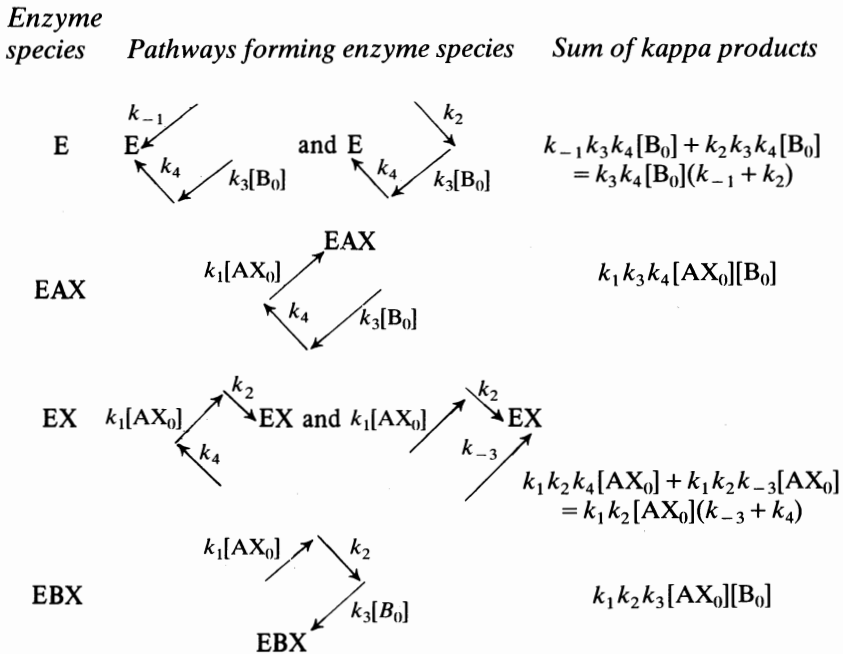 Enzyme
species Pathways forming enzyme species Sum of kappa products
k₋₁ k₂
E E and E k₋₁k₃k₄[B₀] + k₂k₃k₄[B₀]
k₄ k₃[B₀] k₄ k₃[B₀] = k₃k₄[B₀](k₋₁ + k₂)
EAX
EAX k₁[AX₀] k₁k₃k₄[AX₀][B₀]
k₄ k₃[B₀]
k₂ k₂
EX k₁[AX₀] EX and k₁[AX₀] EX
k₄ k₋₃
k₁k₂k₄[AX₀] + k₁k₂k₋₃[AX₀]
= k₁k₂[AX₀](k₋₃ + k₄)
k₁[AX₀] k₂
EBX k₁k₂k₃[AX₀][B₀]
k₃[B₀]
EBX